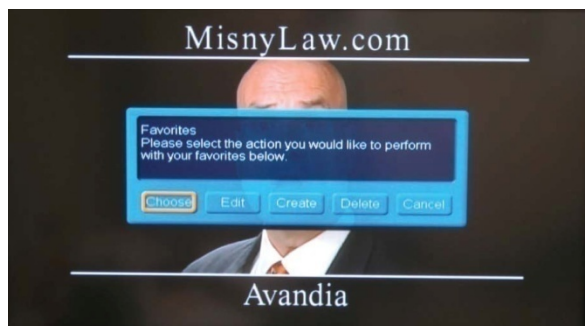 MisnyLaw.com
Favorites
Please select the action you would like to perform
with your favorites below.
Choose Edit Create Delete Cancel
Avandia